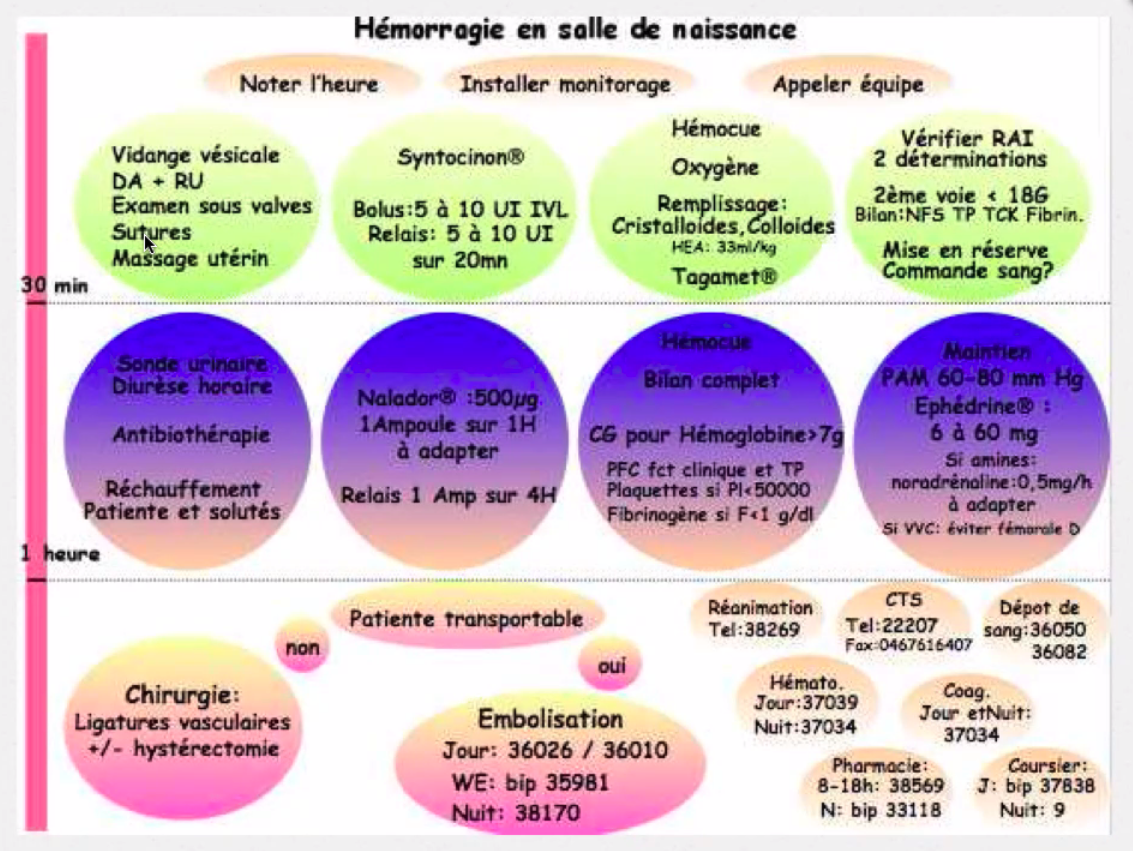 Hémorragie en salle de naissance
Noter l'heure
Installer monitorage
Appeler équipe
Vidange vésicale
DA + RU
Examen sous valves
Sutures
Massage utérin
Syntocinon®
Bolus:5 à 10 UI IVL
Relais: 5 à 10 UI
sur 20mn
Hémocue
Oxygène
Remplissage:
Cristalloïdes,Colloïdes
HEA: 33ml/kg
Tagamet®
Vérifier RAI
2 déterminations
2ème voie < 18G
Bilan:NFS TP TCK Fibrin.
Mise en réserve
Commande sang?
30 min
Sonde urinaire
Diurèse horaire
Antibiothérapie
Réchauffement
Patiente et solutés
Nalador® :500µg
1Ampoule sur 1H
à adapter
Relais 1 Amp sur 4H
Hémocue
Bilan complet
CG pour Hémoglobine>7g
PFC fct clinique et TP
Plaquettes si Pl<50000
Fibrinogène si F<1 g/dl
Maintien
PAM 60-80 mm Hg
Ephédrine® :
6 à 60 mg
Si amines:
noradrénaline:0,5mg/h
à adapter
Si VVC: éviter fémorale D
1 heure
Patiente transportable
non
oui
Chirurgie:
Ligatures vasculaires
+/- hystérectomie
Embolisation
Jour: 36026 / 36010
WE: bip 35981
Nuit: 38170
Réanimation
Tel:38269
CTS
Tel:22207
Fax:0467616407
Dépot de
sang:36050
36082
Hémato.
Jour:37039
Nuit:37034
Coag.
Jour etNuit:
37034
Pharmacie:
8-18h: 38569
N: bip 33118
Coursier:
J: bip 37838
Nuit: 9